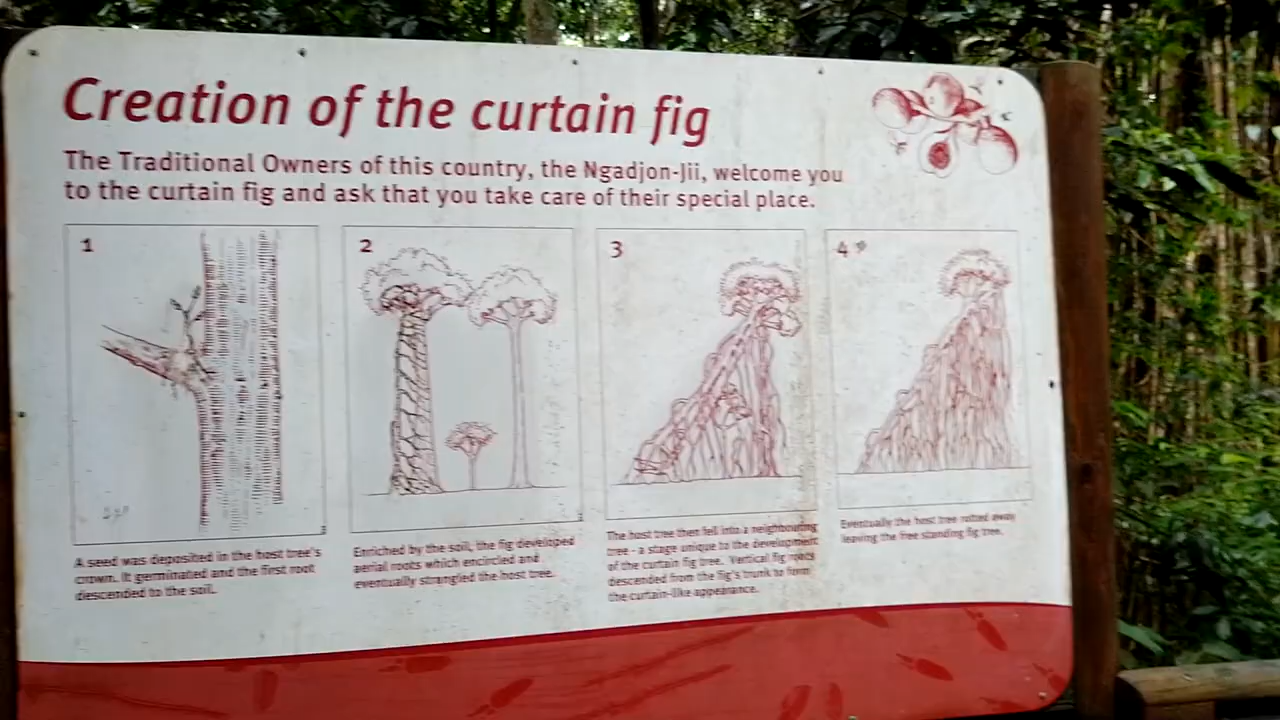 Creation of the curtain fig
The Traditional Owners of this country, the Ngadjon-Jii, welcome you
to the curtain fig and ask that you take care of their special place.
1
2
3
4
A seed was deposited in the host tree's
crown. It germinated and the first root
descended to the soil.
Enriched by the soil, the fig developed
aerial roots which encircled and
eventually strangled the host tree.
The host tree then fell into a neighbouring
tree - a stage unique to the development
of the curtain fig tree. Vertical fig roots
descended from the fig's trunk to form
the curtain-like appearance.
Eventually the host tree rotted away
leaving the free standing fig tree.